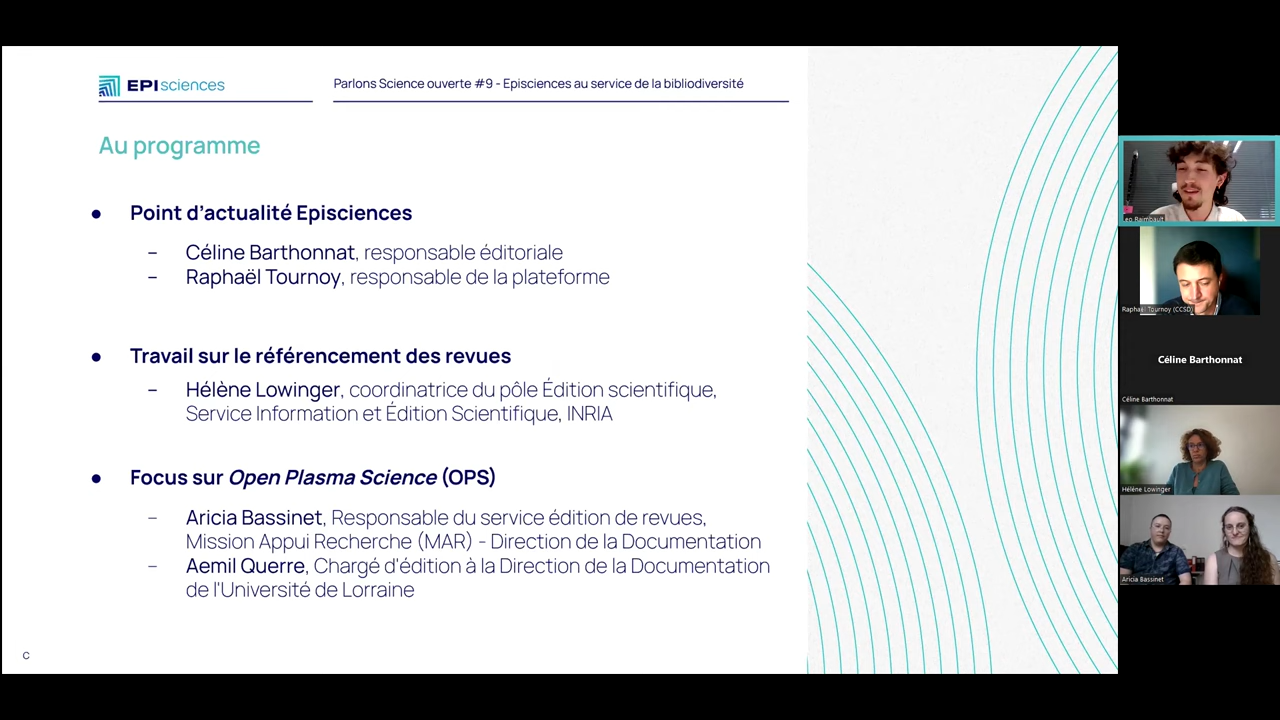 EPIsciences
Parlons Science ouverte #9 - Episciences au service de la bibliodiversité
Au programme
● Point d'actualité Episciences
– Céline Barthonnat, responsable éditoriale
– Raphaël Tournoy, responsable de la plateforme
● Travail sur le référencement des revues
– Hélène Lowinger, coordinatrice du pôle Édition scientifique,
Service Information et Édition Scientifique, INRIA
● Focus sur Open Plasma Science (OPS)
– Aricia Bassinet, Responsable du service édition de revues,
Mission Appui Recherche (MAR) - Direction de la Documentation
– Aemil Querre, Chargé d'édition à la Direction de la Documentation
de l'Université de Lorraine
C
Raimbault
Raphaël Tournoy (CCSD)
Céline Barthonnat
Céline Barthonnat
Hélène Lowinger
Aricia Bassinet